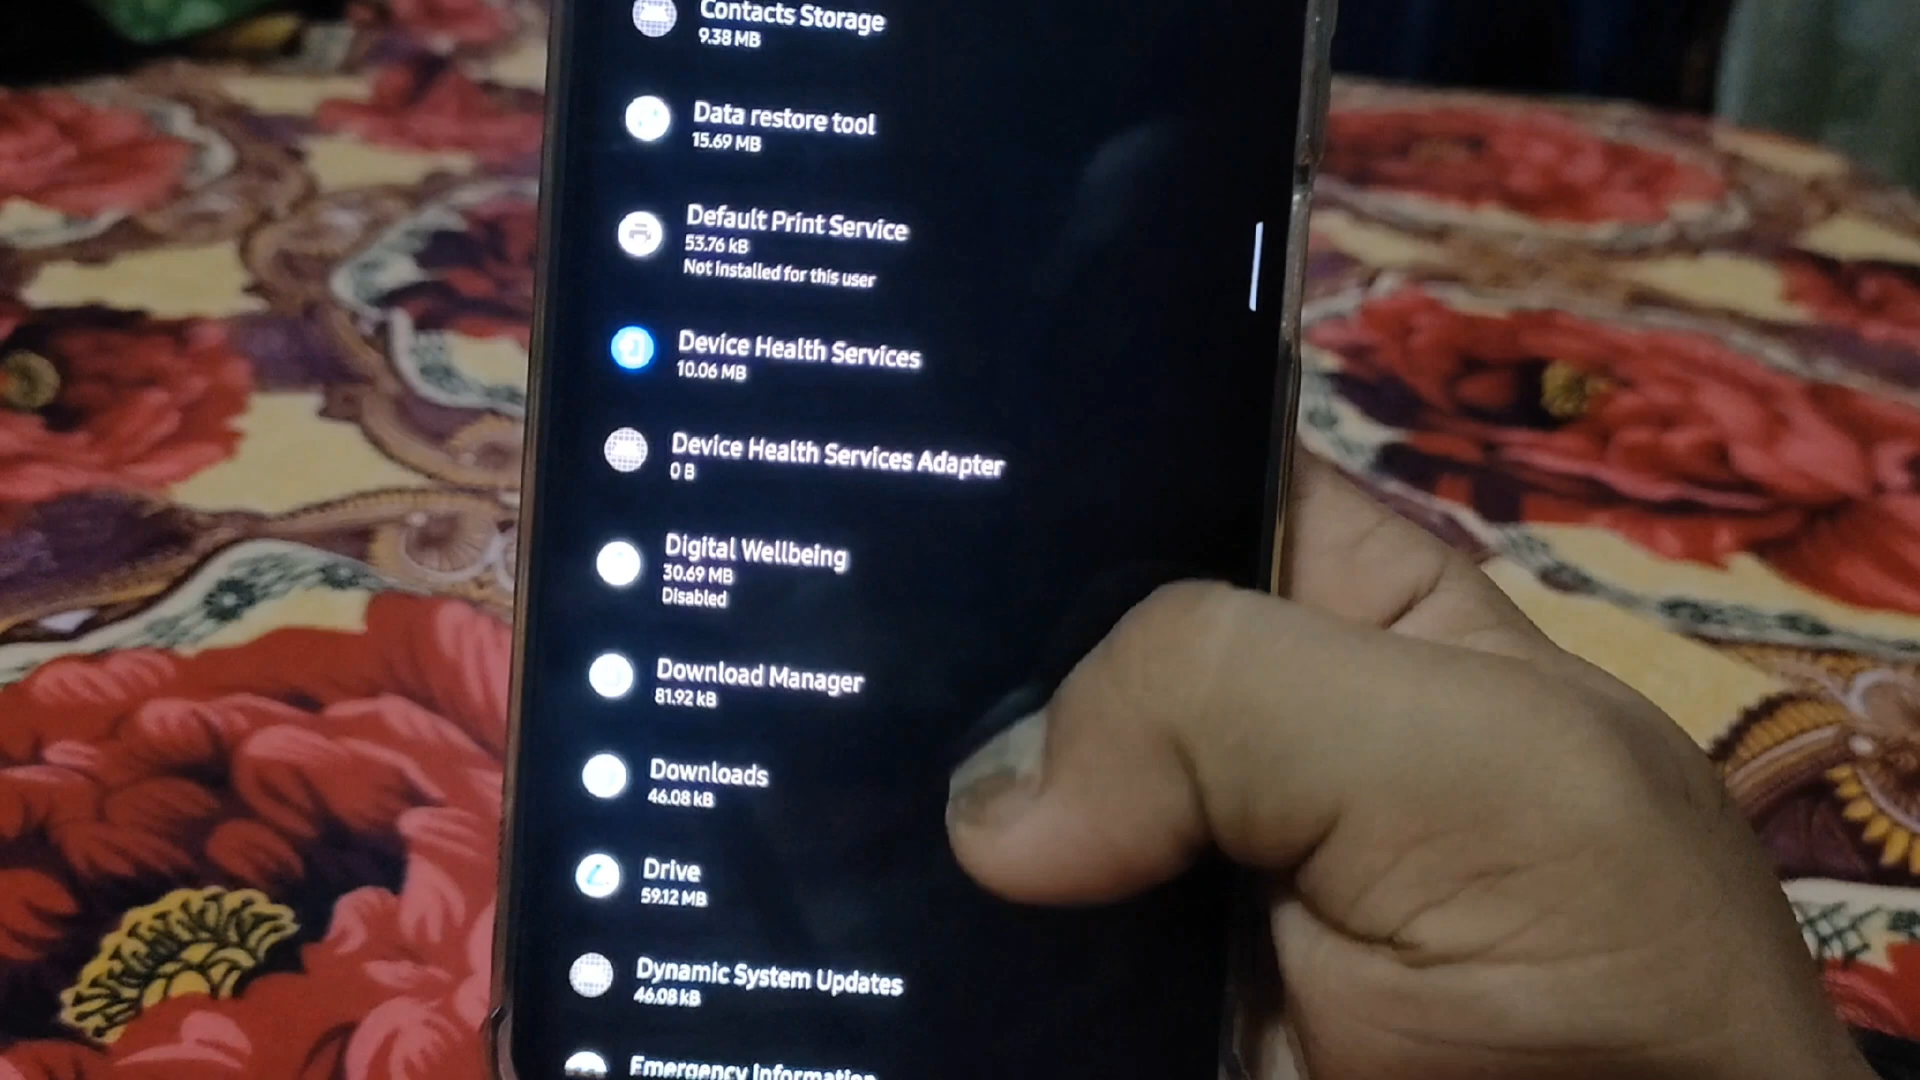 Contacts Storage
9.38 MB
Data restore tool
15.69 MB
Default Print Service
53.76 kB
Not installed for this user
Device Health Services
10.06 MB
Device Health Services Adapter
0 B
Digital Wellbeing
30.69 MB
Disabled
Download Manager
81.92 kB
Downloads
46.08 kB
Drive
59.12 MB
Dynamic System Updates
46.08 kB
Emergency Information